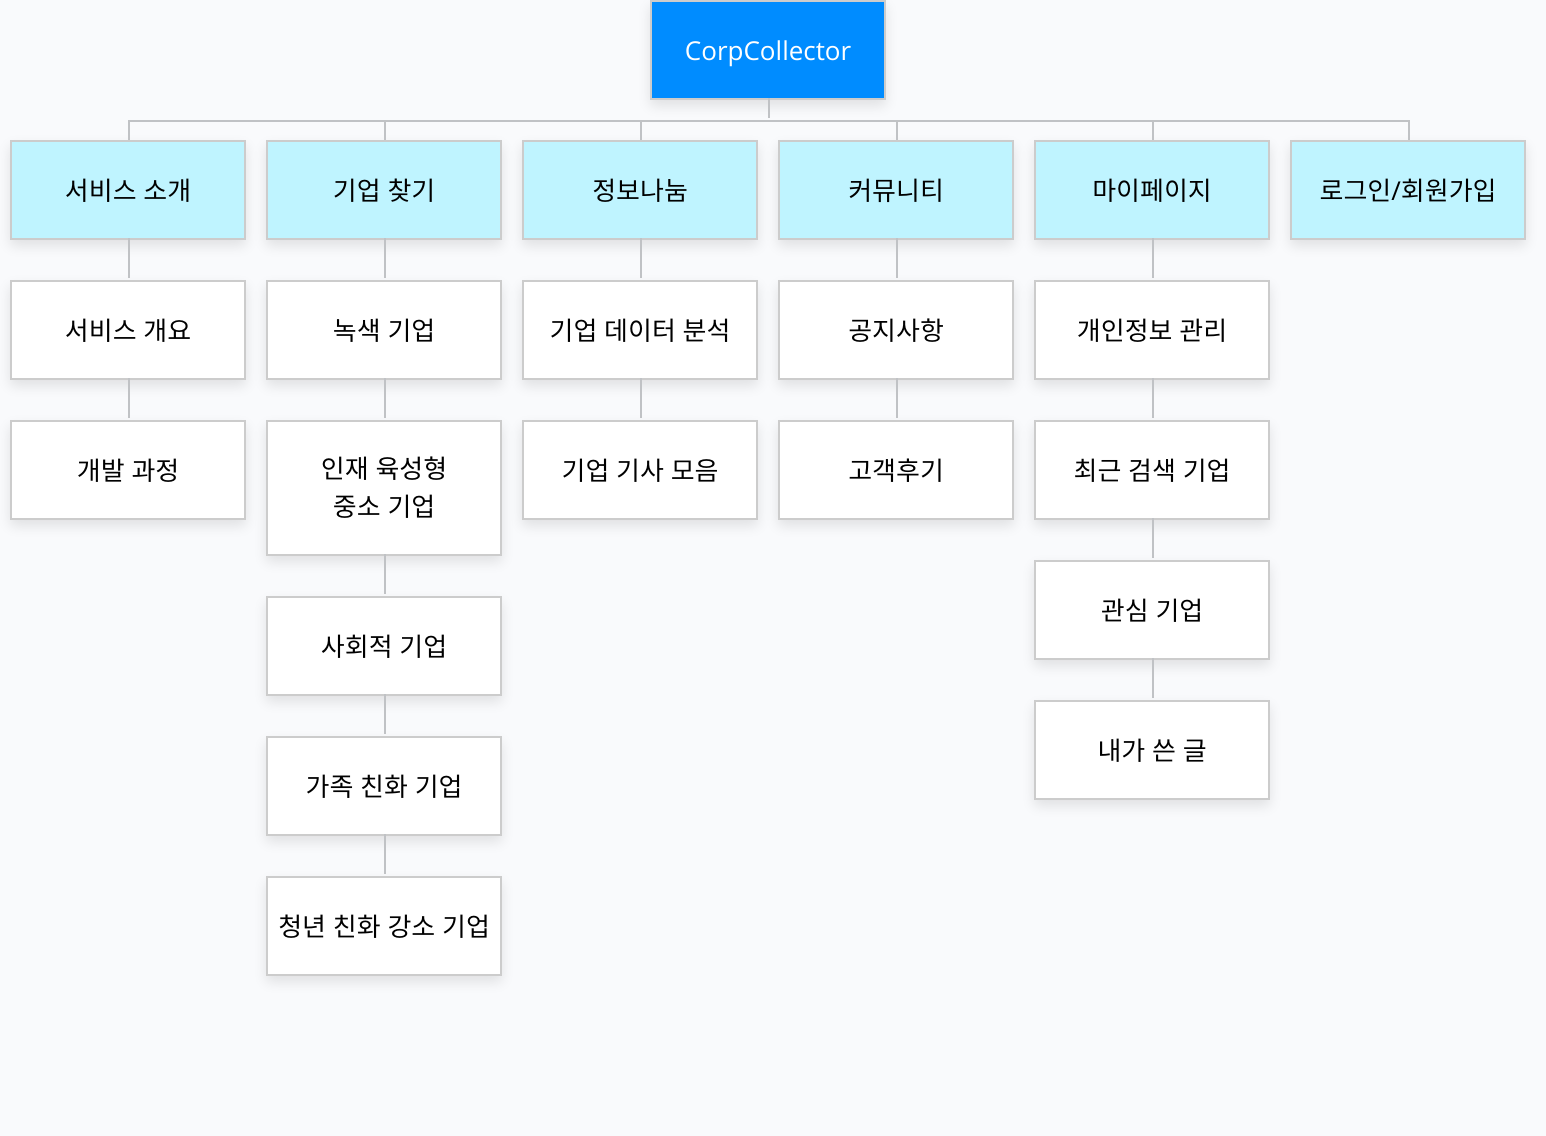 CorpCollector
서비스 소개
기업 찾기
정보나눔
커뮤니티
마이페이지
로그인/회원가입
서비스 개요
녹색 기업
기업 데이터 분석
공지사항
개인정보 관리
개발 과정
인재 육성형
중소 기업
기업 기사 모음
고객후기
최근 검색 기업
사회적 기업
관심 기업
가족 친화 기업
내가 쓴 글
청년 친화 강소 기업